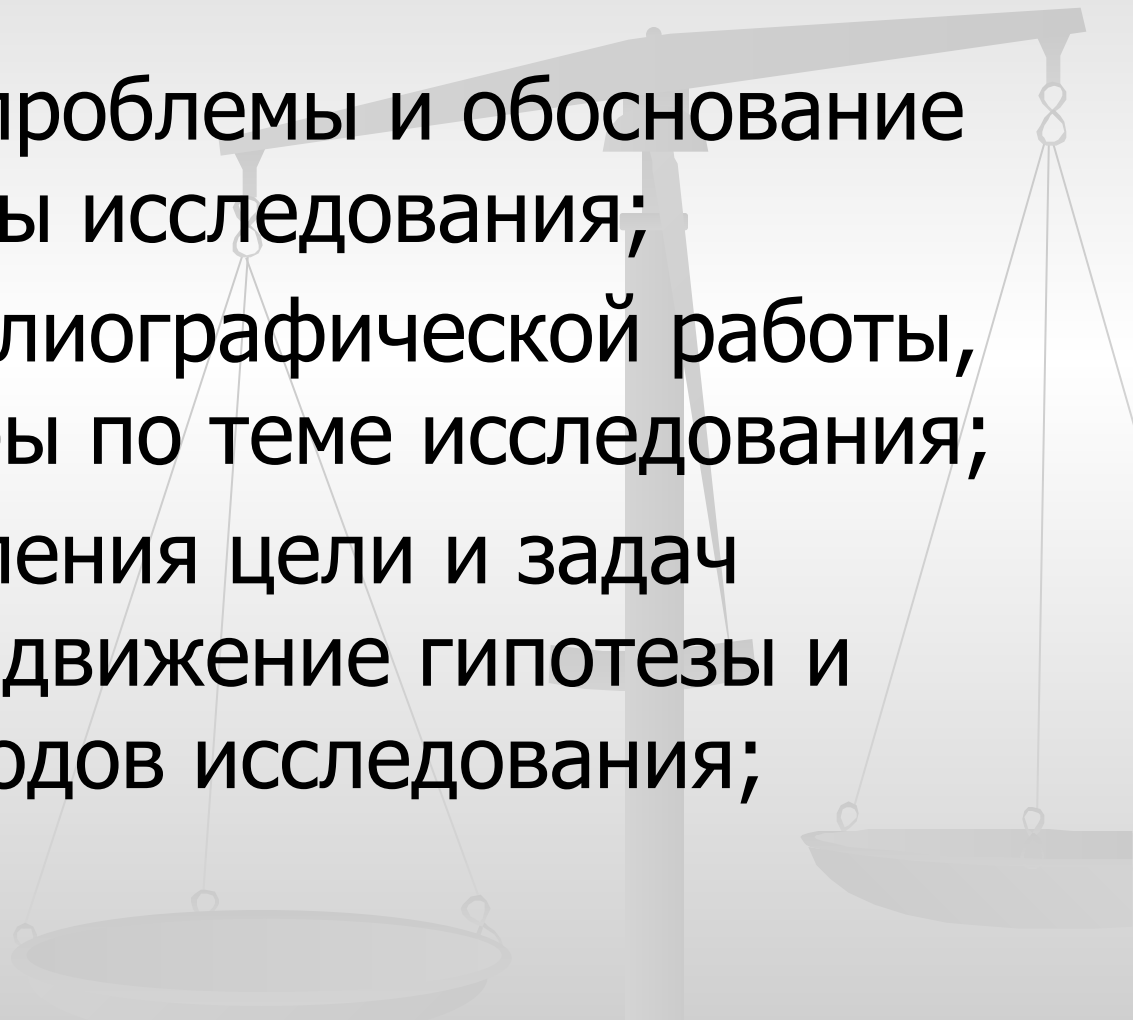 проблемы и обоснование
ы исследования;
лиографической работы,
ы по теме исследования;
ления цели и задач
движение гипотезы и
одов исследования;